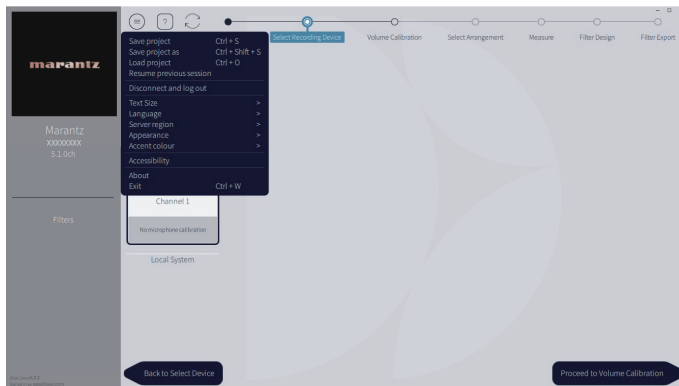 marantz
Marantz
XXXXXXXX
5.1.0ch
Filters
?
Select Recording Device
Volume Calibration
Select Arrangement
Measure
Filter Design
Filter Export
Save project Ctrl + S
Save project as Ctrl + Shift + S
Load project Ctrl + O
Resume previous session
Disconnect and log out
Text Size >
Language >
Server region >
Appearance >
Accent colour >
Accessibility
About
Exit Ctrl + W
Channel 1
No microphone calibration
Local System
Back to Select Device
Proceed to Volume Calibration